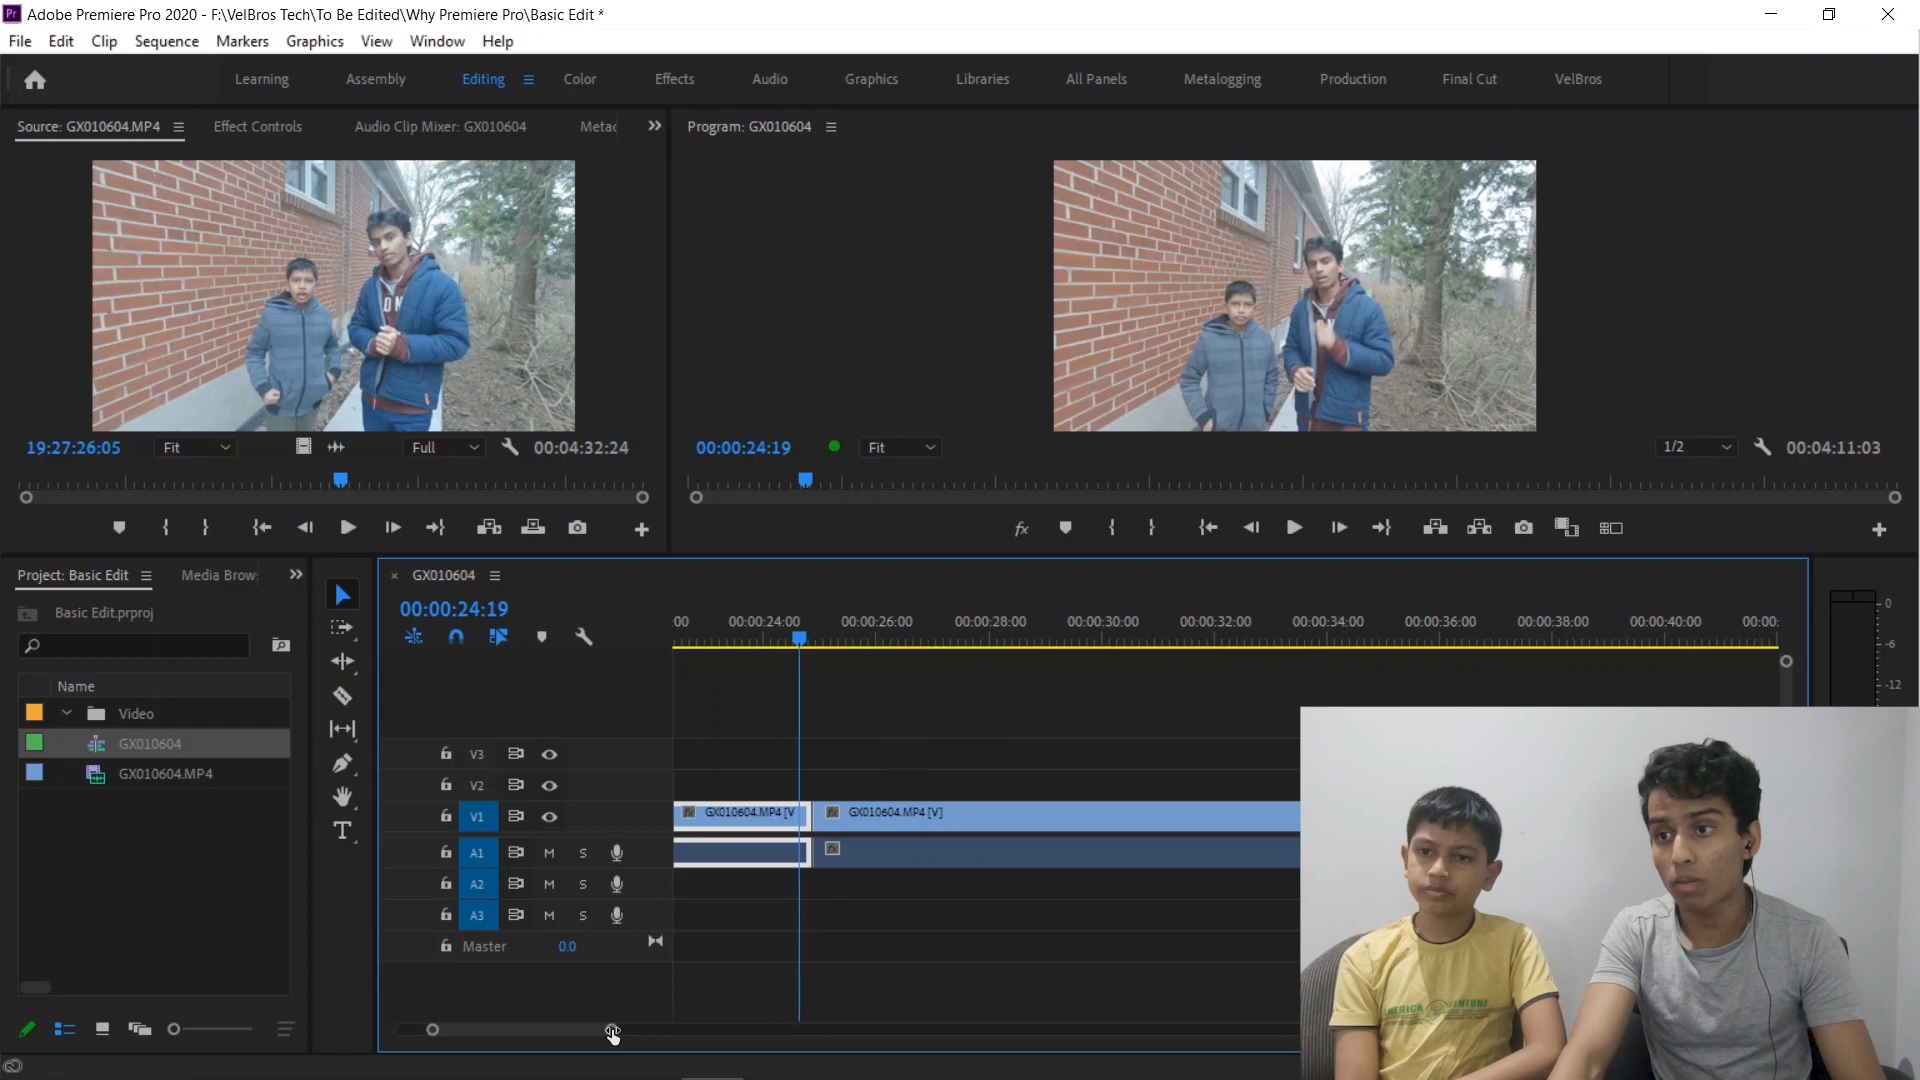 Pr Adobe Premiere Pro 2020 - F:\VelBros Tech\To Be Edited\Why Premiere Pro\Basic Edit *
File Edit Clip Sequence Markers Graphics View Window Help
Learning Assembly Editing Color Effects Audio Graphics Libraries All Panels Metalogging Production Final Cut VelBros
Source: GX010604.MP4 Effect Controls Audio Clip Mixer: GX010604 Metac
Program: GX010604
19:27:26:05 Fit Full 00:04:32:24
00:00:24:19 Fit 1/2 00:04:11:03
fx
Project: Basic Edit Media Brow
Basic Edit.prproj
Name
Video
GX010604
GX010604.MP4
T
× GX010604
00:00:24:19
:00 00:00:24:00 00:00:26:00 00:00:28:00 00:00:30:00 00:00:32:00 00:00:34:00 00:00:36:00 00:00:38:00 00:00:40:00 00:00:
V3
V2
V1 GX010604.MP4 [V GX010604.MP4 [V]
A1 M S
A2 M S
A3 M S
Master 0.0
0
-6
-12